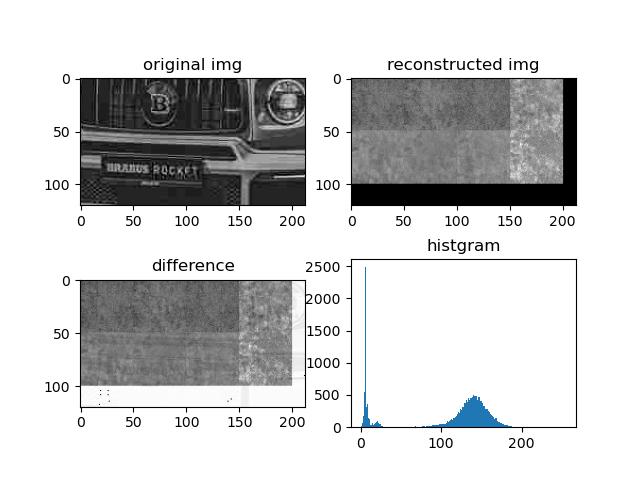 original img
0
50
100
0 50 100 150 200
B
BRABUS ROCKET
reconstructed img
0
50
100
0 50 100 150 200
difference
0
50
100
0 50 100 150 200
histgram
2500
2000
1500
1000
500
0
0 100 200